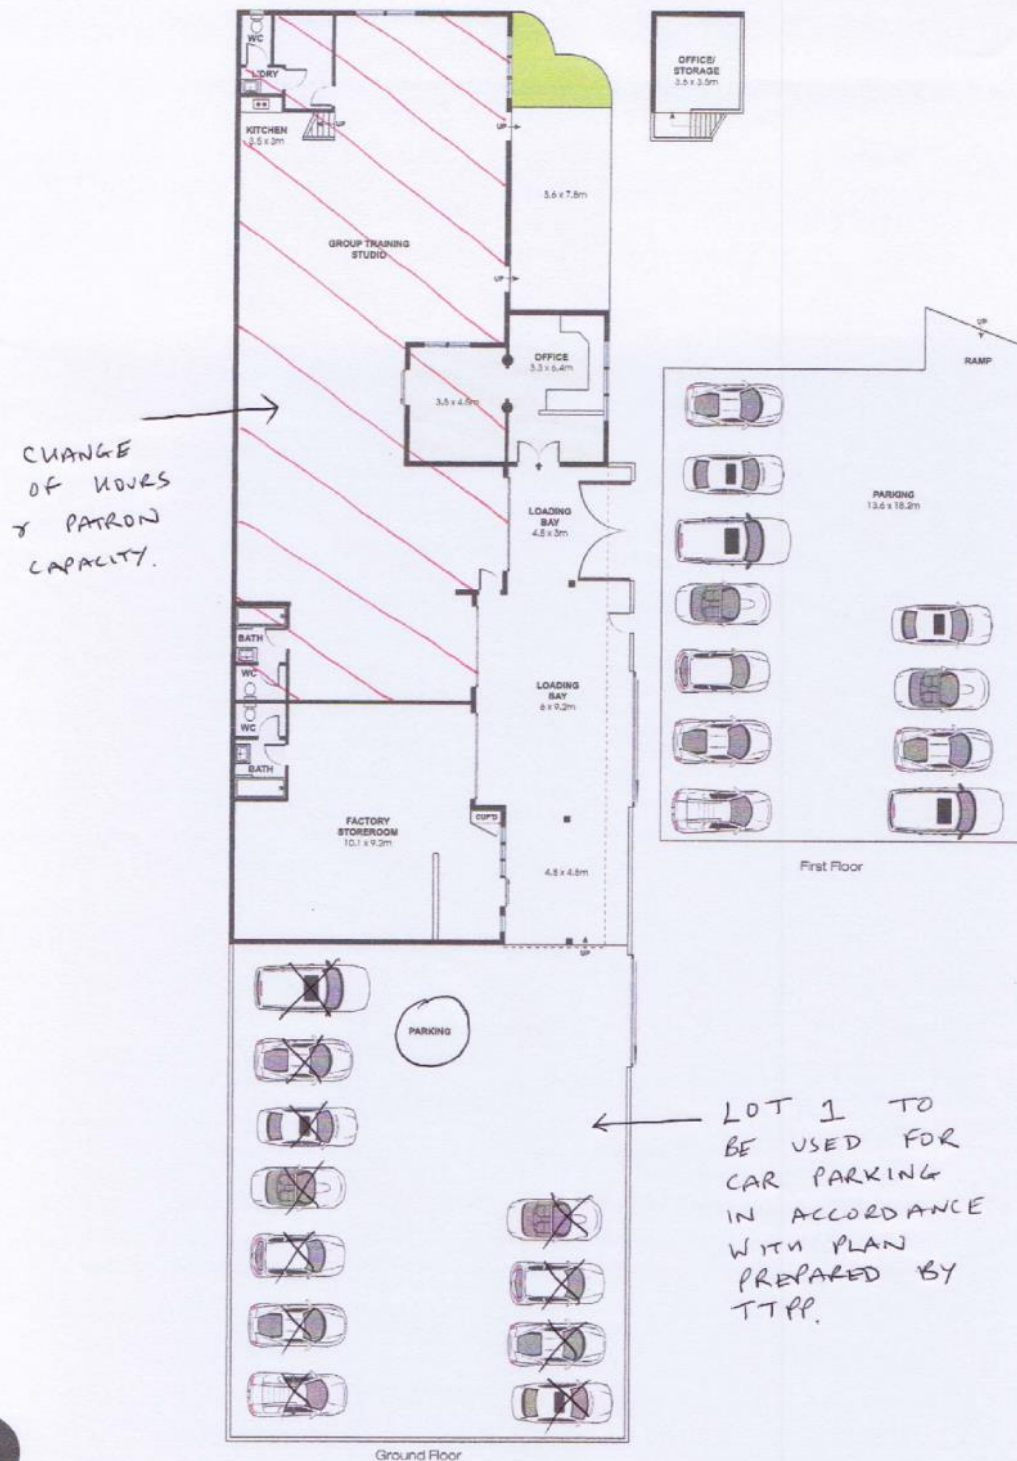 WC
L'DRY
UP
KITCHEN
3.5 x 3m
GROUP TRAINING
STUDIO
UP
3.6 x 7.8m
UP
OFFICE/
STORAGE
3.6 x 3.5m
OFFICE
3.3 x 6.4m
3.5 x 4.5m
UP
RAMP
PARKING
13.6 x 18.2m
CHANGE
OF HOURS
& PATRON
CAPACITY.
LOADING
BAY
4.5 x 3m
BATH
WC
WC
BATH
LOADING
BAY
6 x 9.2m
FACTORY
STOREROOM
10.1 x 9.2m
CUP'D
4.5 x 4.5m
UP
First Floor
PARKING
LOT 1 TO
BE USED FOR
CAR PARKING
IN ACCORDANCE
WITH PLAN
PREPARED BY
TTPP.
Ground Floor